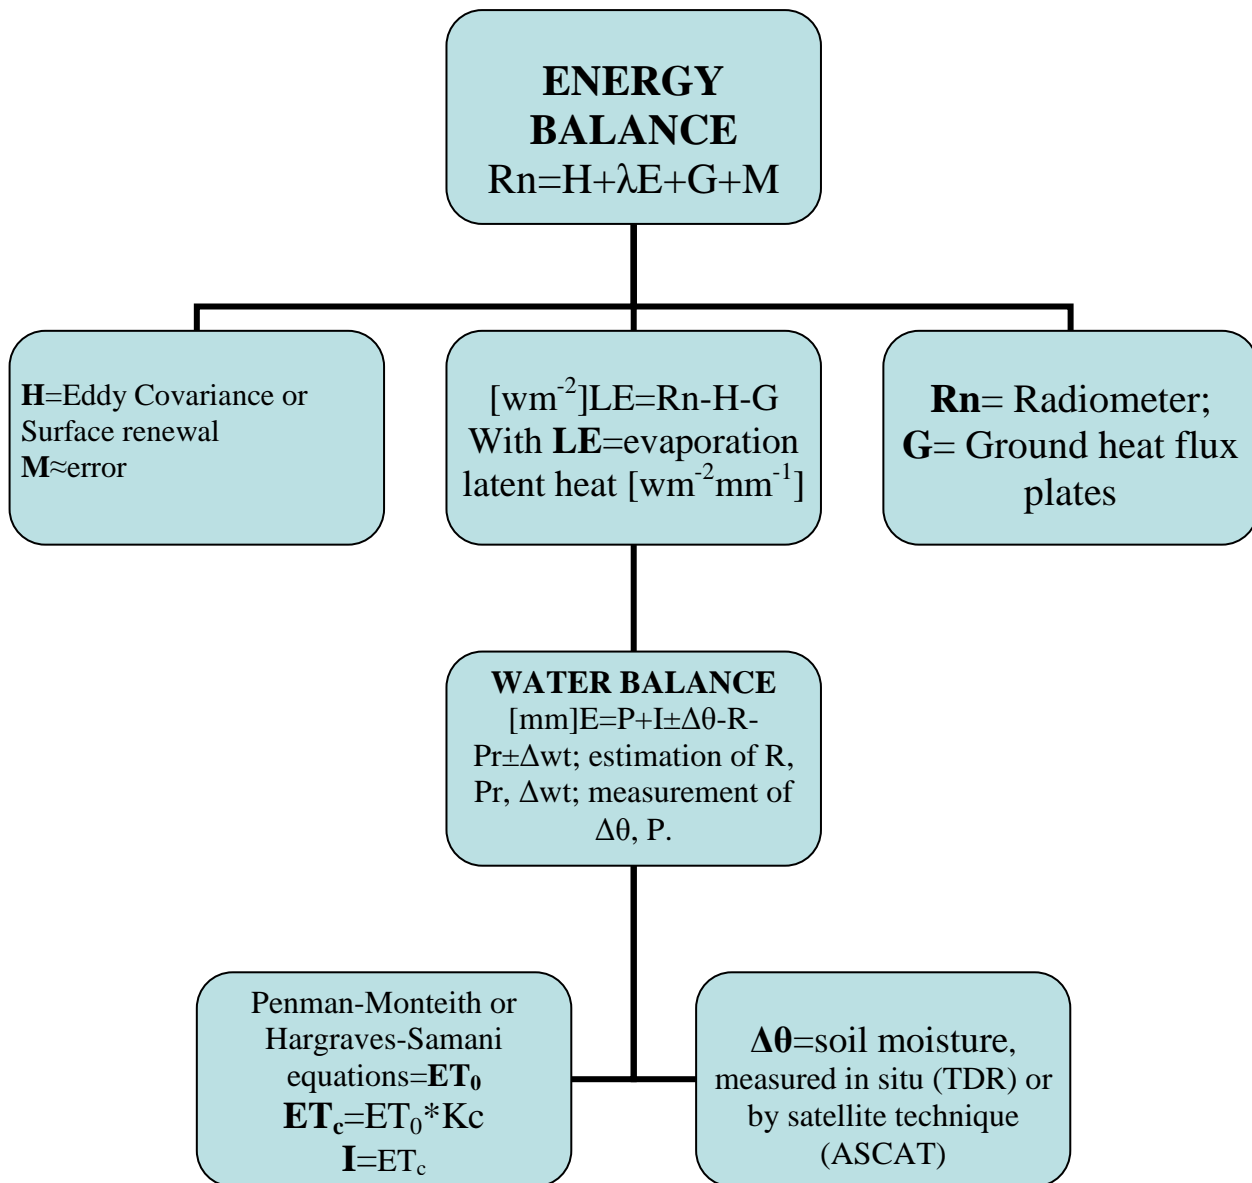 ENERGY
BALANCE
Rn=H+λE+G+M
H=Eddy Covariance or
Surface renewal
M≈error
[wm⁻²]LE=Rn-H-G
With LE=evaporation
latent heat [wm⁻²mm⁻¹]
Rn= Radiometer;
G= Ground heat flux
plates
WATER BALANCE
[mm]E=P+I±Δθ-R-
Pr±Δwt; estimation of R,
Pr, Δwt; measurement of
Δθ, P.
Penman-Monteith or
Hargraves-Samani
equations=ET₀
ETc=ET₀*Kc
I=ETc
Δθ=soil moisture,
measured in situ (TDR) or
by satellite technique
(ASCAT)